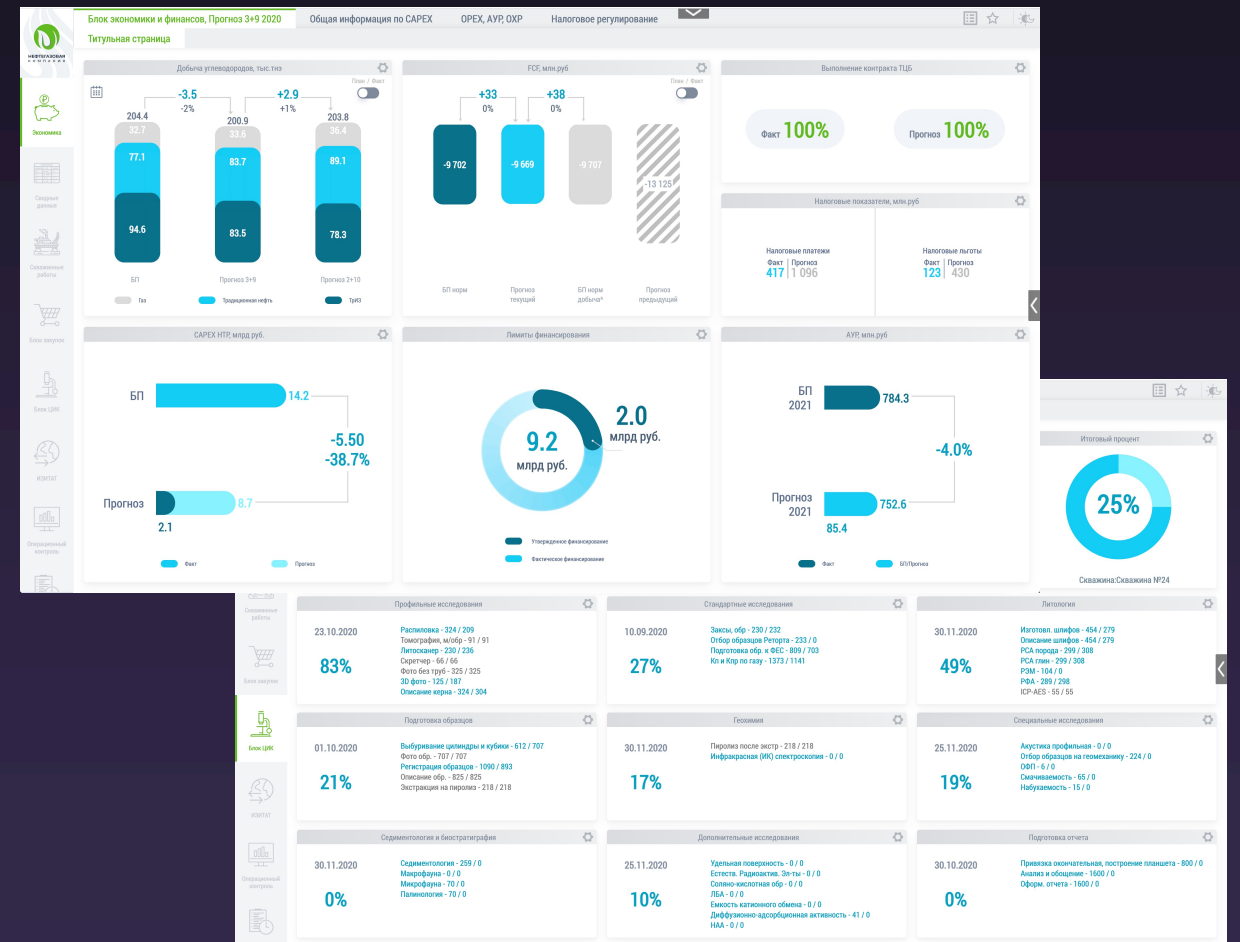 Блок экономики и финансов, Прогноз 3+9 2020
Общая информация по CAPEX
OPEX, АУР, ОХР
Налоговое регулирование
Титульная страница
НЕФТЕГАЗОВАЯ
КОМПАНИЯ
Экономика
Сводные
данные
Скважинные
работы
Блок закупок
Блок ЦИК
ИЗИТАТ
Операционный
контроль
Добыча углеводородов, тыс.тнэ
План / Факт
-3.5
-2%
+2.9
+1%
204.4
200.9
203.8
32.7
33.6
36.4
77.1
83.7
89.1
94.6
83.5
78.3
БП
Прогноз 3+9
Прогноз 2+10
Газ
Традиционная нефть
ТрИЗ
FCF, млн.руб
План / Факт
+33
0%
+38
0%
-9 702
-9 669
-9 707
-13 125
БП норм
Прогноз
текущий
БП норм
добыча*
Прогноз
предыдущий
Выполнение контракта ТЦБ
Факт 100%
Прогноз 100%
Налоговые показатели, млн.руб
Налоговые платежи
Факт | Прогноз
417 | 1 096
Налоговые льготы
Факт | Прогноз
123 | 430
CAPEX НТР, млрд руб.
БП
14.2
-5.50
-38.7%
Прогноз
8.7
2.1
Факт
Прогноз
Лимиты финансирования
9.2
млрд руб.
2.0
млрд руб.
Утвержденное финансирование
Фактическое финансирование
АУР, млн.руб
БП
2021
784.3
-4.0%
Прогноз
2021
752.6
85.4
Факт
БП/Прогноз
Итоговый процент
25%
Скважина:Скважина №24
Скважинные
работы
Блок закупок
Блок ЦИК
ИЗИТАТ
Операционный
контроль
Профильные исследования
23.10.2020
83%
Распиловка - 324 / 209
Томография, м/обр - 91 / 91
Литосканер - 230 / 236
Скретчер - 66 / 66
Фото без труб - 325 / 325
3D фото - 125 / 187
Описание керна - 324 / 304
Стандартные исследования
10.09.2020
27%
Заксы, обр - 230 / 232
Отбор образцов Реторта - 233 / 0
Подготовка обр. к ФЕС - 809 / 703
Кп и Кпр по газу - 1373 / 1141
Литология
30.11.2020
49%
Изготовл. шлифов - 454 / 279
Описание шлифов - 454 / 279
РСА порода - 299 / 308
РСА глин - 299 / 308
РЭМ - 104 / 0
РФА - 289 / 298
ICP-AES - 55 / 55
Подготовка образцов
01.10.2020
21%
Выбуривание цилиндры и кубики - 612 / 707
Фото обр. - 707 / 707
Регистрация образцов - 1090 / 893
Описание обр. - 825 / 825
Экстракция на пиролиз - 218 / 218
Геохимия
30.11.2020
17%
Пиролиз после экстр - 218 / 218
Инфракрасная (ИК) спектроскопия - 0 / 0
Специальные исследования
25.11.2020
19%
Акустика профильная - 0 / 0
Отбор образцов на геомеханику - 224 / 0
ОФП - 6 / 0
Смачиваемость - 65 / 0
Набухаемость - 15 / 0
Седиментология и биостратиграфия
30.11.2020
0%
Седиментология - 259 / 0
Макрофауна - 0 / 0
Микрофауна - 70 / 0
Палинология - 70 / 0
Дополнительные исследования
25.11.2020
10%
Удельная поверхность - 0 / 0
Естеств. Радиоактив. Эл-ты - 0 / 0
Соляно-кислотная обр - 0 / 0
ЛБА - 0 / 0
Емкость катионного обмена - 0 / 0
Диффузионно-адсорбционная активность - 41 / 0
НАА - 0 / 0
Подготовка отчета
30.10.2020
0%
Привязка окончательная, построение планшета - 800 / 0
Анализ и обощение - 1600 / 0
Оформ. отчета - 1600 / 0